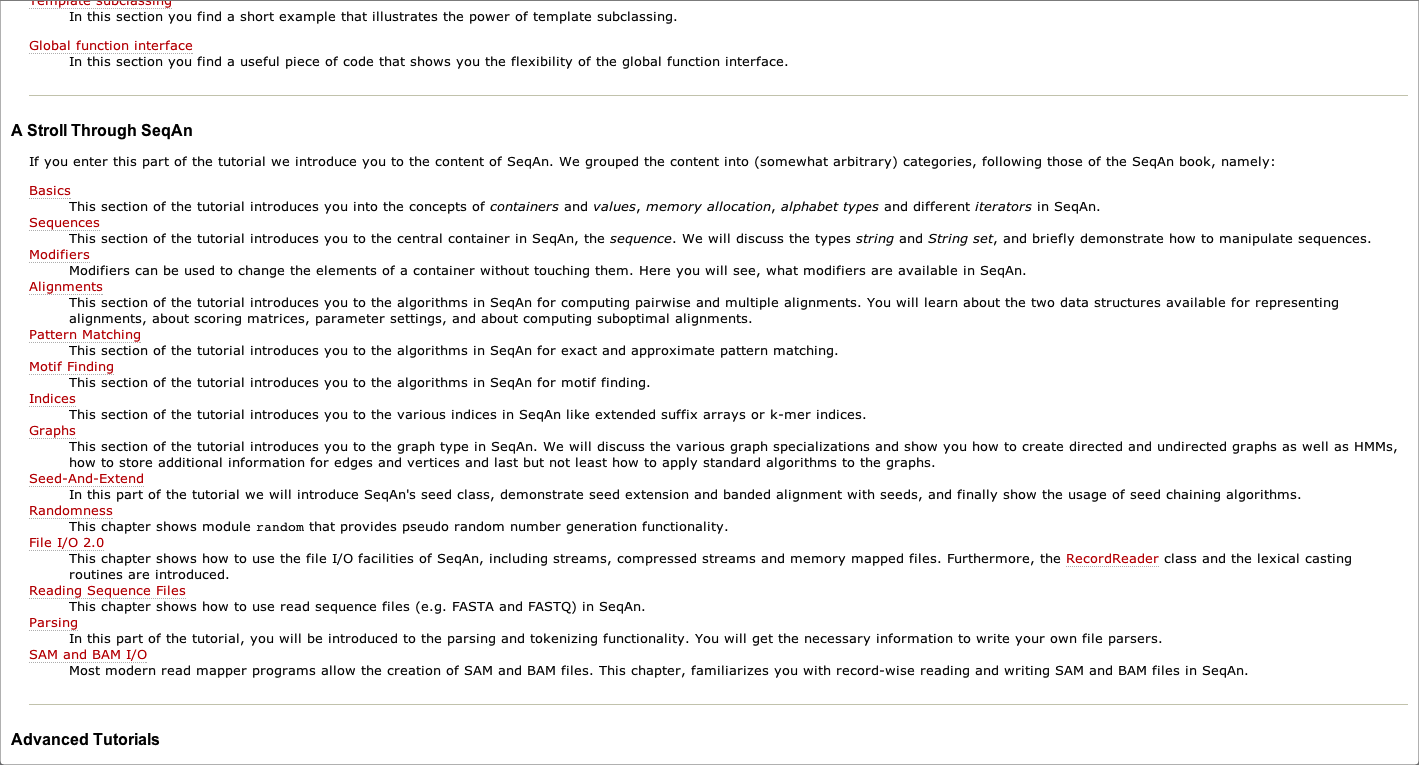 Template subclassing
In this section you find a short example that illustrates the power of template subclassing.
Global function interface
In this section you find a useful piece of code that shows you the flexibility of the global function interface.
A Stroll Through SeqAn
If you enter this part of the tutorial we introduce you to the content of SeqAn. We grouped the content into (somewhat arbitrary) categories, following those of the SeqAn book, namely:
Basics
This section of the tutorial introduces you into the concepts of containers and values, memory allocation, alphabet types and different iterators in SeqAn.
Sequences
This section of the tutorial introduces you to the central container in SeqAn, the sequence. We will discuss the types string and String set, and briefly demonstrate how to manipulate sequences.
Modifiers
Modifiers can be used to change the elements of a container without touching them. Here you will see, what modifiers are available in SeqAn.
Alignments
This section of the tutorial introduces you to the algorithms in SeqAn for computing pairwise and multiple alignments. You will learn about the two data structures available for representing
alignments, about scoring matrices, parameter settings, and about computing suboptimal alignments.
Pattern Matching
This section of the tutorial introduces you to the algorithms in SeqAn for exact and approximate pattern matching.
Motif Finding
This section of the tutorial introduces you to the algorithms in SeqAn for motif finding.
Indices
This section of the tutorial introduces you to the various indices in SeqAn like extended suffix arrays or k-mer indices.
Graphs
This section of the tutorial introduces you to the graph type in SeqAn. We will discuss the various graph specializations and show you how to create directed and undirected graphs as well as HMMs,
how to store additional information for edges and vertices and last but not least how to apply standard algorithms to the graphs.
Seed-And-Extend
In this part of the tutorial we will introduce SeqAn's seed class, demonstrate seed extension and banded alignment with seeds, and finally show the usage of seed chaining algorithms.
Randomness
This chapter shows module random that provides pseudo random number generation functionality.
File I/O 2.0
This chapter shows how to use the file I/O facilities of SeqAn, including streams, compressed streams and memory mapped files. Furthermore, the RecordReader class and the lexical casting
routines are introduced.
Reading Sequence Files
This chapter shows how to use read sequence files (e.g. FASTA and FASTQ) in SeqAn.
Parsing
In this part of the tutorial, you will be introduced to the parsing and tokenizing functionality. You will get the necessary information to write your own file parsers.
SAM and BAM I/O
Most modern read mapper programs allow the creation of SAM and BAM files. This chapter, familiarizes you with record-wise reading and writing SAM and BAM files in SeqAn.
Advanced Tutorials